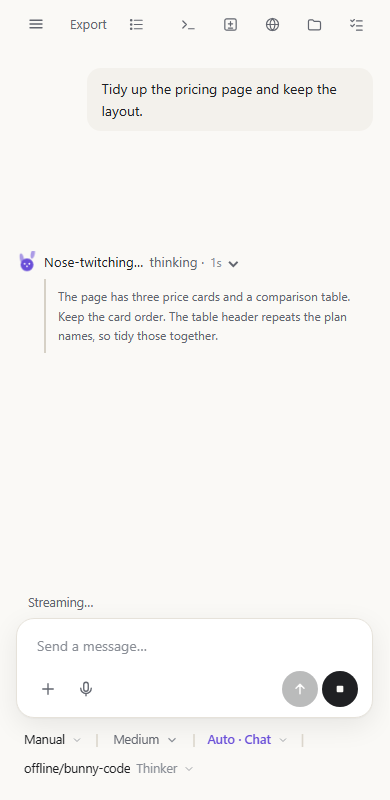 Export
Tidy up the pricing page and keep the
layout.
Nose-twitching... thinking · 1s
The page has three price cards and a comparison table.
Keep the card order. The table header repeats the plan
names, so tidy those together.
Streaming...
Send a message...
Manual | Medium | Auto · Chat |
offline/bunny-code Thinker